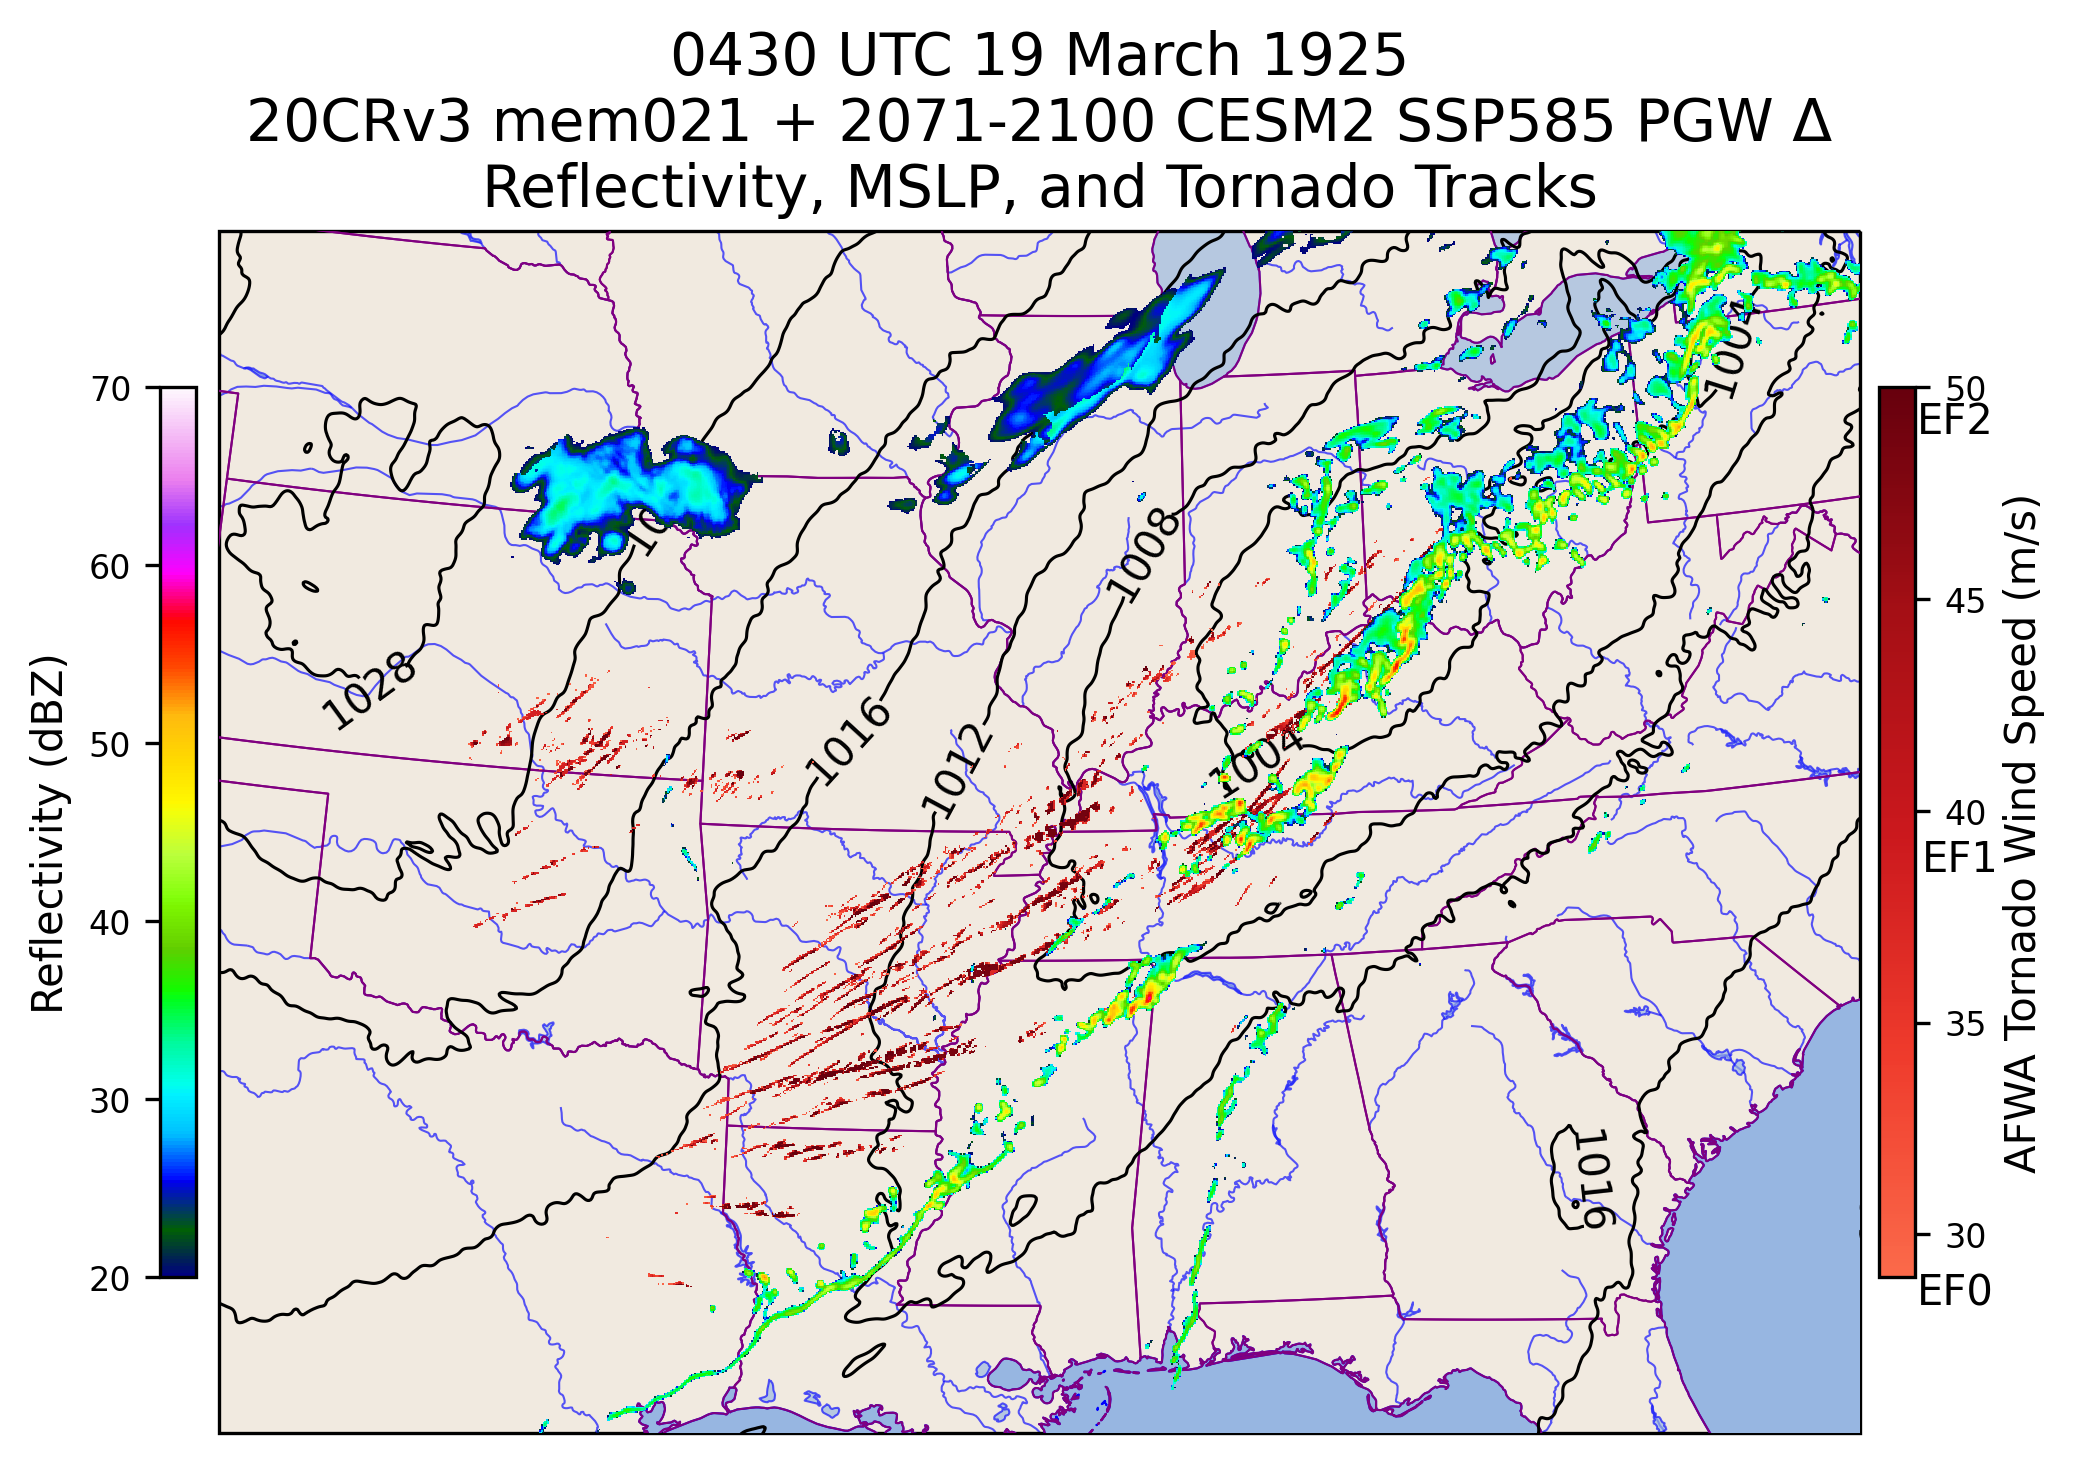 0430 UTC 19 March 1925
20CRv3 mem021 + 2071-2100 CESM2 SSP585 PGW Δ
Reflectivity, MSLP, and Tornado Tracks
Reflectivity (dBZ)
70
60
50
40
30
20
1028
1016
1012
1008
1004
1004
1016
50
EF2
45
40
EF1
35
30
EF0
AFWA Tornado Wind Speed (m/s)